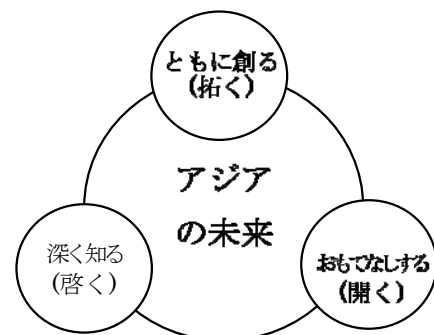 ともに創る
(拓く)
アジア
の未来
深く知る
(啓く)
おもてなしする
(開く)